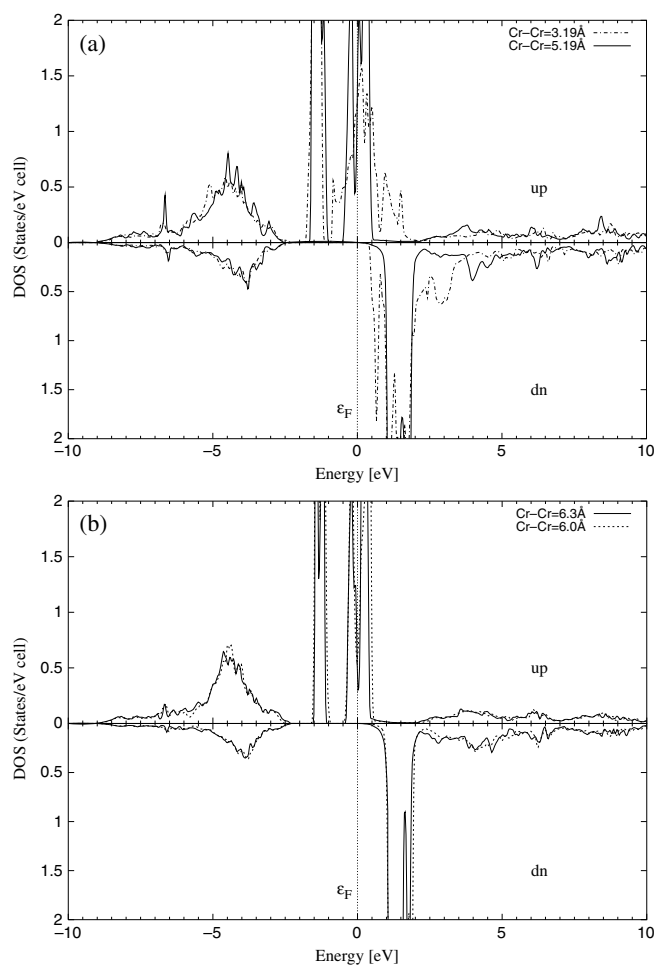 (a)
Cr–Cr=3.19Å
Cr–Cr=5.19Å
2
1.5
1
0.5
0
0.5
1
1.5
2
DOS (States/eV cell)
up
dn
εF
−10 −5 0 5 10
Energy [eV]
(b)
Cr–Cr=6.3Å
Cr–Cr=6.0Å
2
1.5
1
0.5
0
0.5
1
1.5
2
DOS (States/eV cell)
up
dn
εF
−10 −5 0 5 10
Energy [eV]